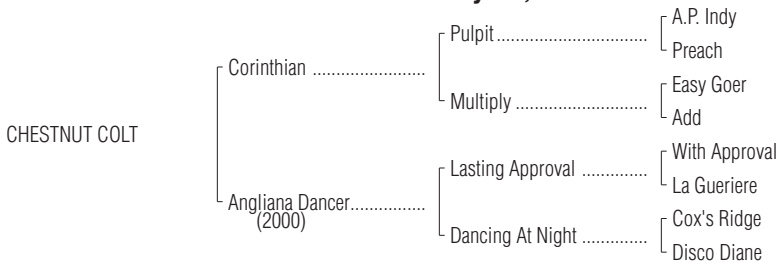 A.P. Indy
Pulpit
Preach
Corinthian
Easy Goer
Multiply
Add
CHESTNUT COLT
With Approval
Lasting Approval
La Gueriere
Angliana Dancer
(2000)
Cox's Ridge
Dancing At Night
Disco Diane